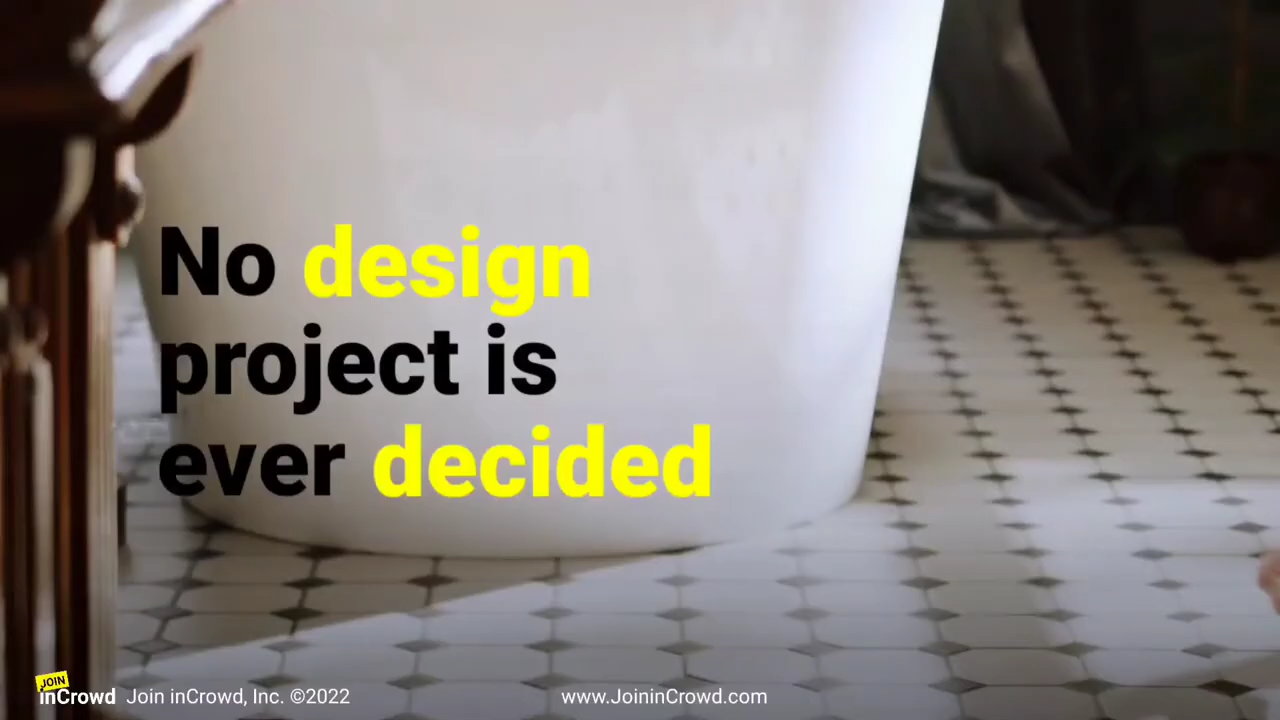 No design
project is
ever decided
JOIN
inCrowd Join inCrowd, Inc. ©2022 www.JoininCrowd.com